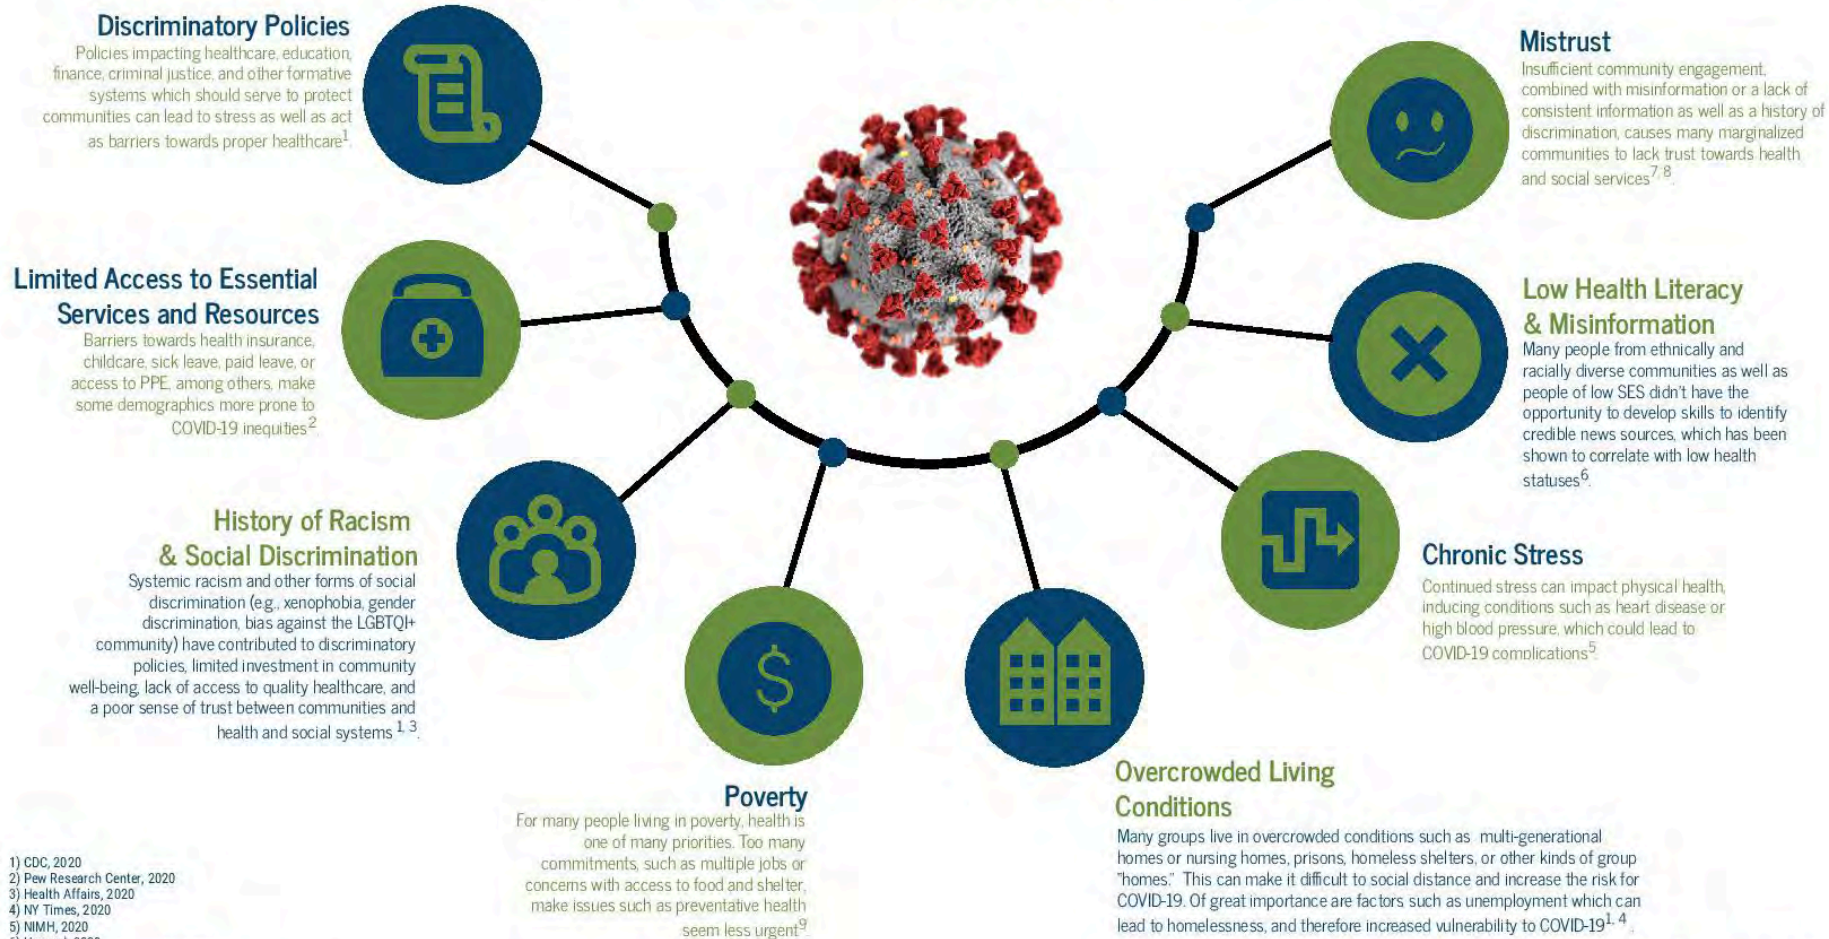 Discriminatory Policies
Policies impacting healthcare, education,
finance, criminal justice, and other formative
systems which should serve to protect
communities can lead to stress as well as act
as barriers towards proper healthcare1.
Limited Access to Essential
Services and Resources
Barriers towards health insurance,
childcare, sick leave, paid leave, or
access to PPE, among others, make
some demographics more prone to
COVID-19 inequities2.
History of Racism
& Social Discrimination
Systemic racism and other forms of social
discrimination (e.g., xenophobia, gender
discrimination, bias against the LGBTQI+
community) have contributed to discriminatory
policies, limited investment in community
well-being, lack of access to quality healthcare, and
a poor sense of trust between communities and
health and social systems 1, 3.
$
Poverty
For many people living in poverty, health is
one of many priorities. Too many
commitments, such as multiple jobs or
concerns with access to food and shelter,
make issues such as preventative health
seem less urgent9.
Overcrowded Living
Conditions
Many groups live in overcrowded conditions such as multi-generational
homes or nursing homes, prisons, homeless shelters, or other kinds of group
"homes." This can make it difficult to social distance and increase the risk for
COVID-19. Of great importance are factors such as unemployment which can
lead to homelessness, and therefore increased vulnerability to COVID-191, 4.
Chronic Stress
Continued stress can impact physical health,
inducing conditions such as heart disease or
high blood pressure, which could lead to
COVID-19 complications5.
Low Health Literacy
& Misinformation
Many people from ethnically and
racially diverse communities as well as
people of low SES didn't have the
opportunity to develop skills to identify
credible news sources, which has been
shown to correlate with low health
statuses6.
Mistrust
Insufficient community engagement,
combined with misinformation or a lack of
consistent information as well as a history of
discrimination, causes many marginalized
communities to lack trust towards health
and social services7, 8.
1) CDC, 2020
2) Pew Research Center, 2020
3) Health Affairs, 2020
4) NY Times, 2020
5) NIMH, 2020